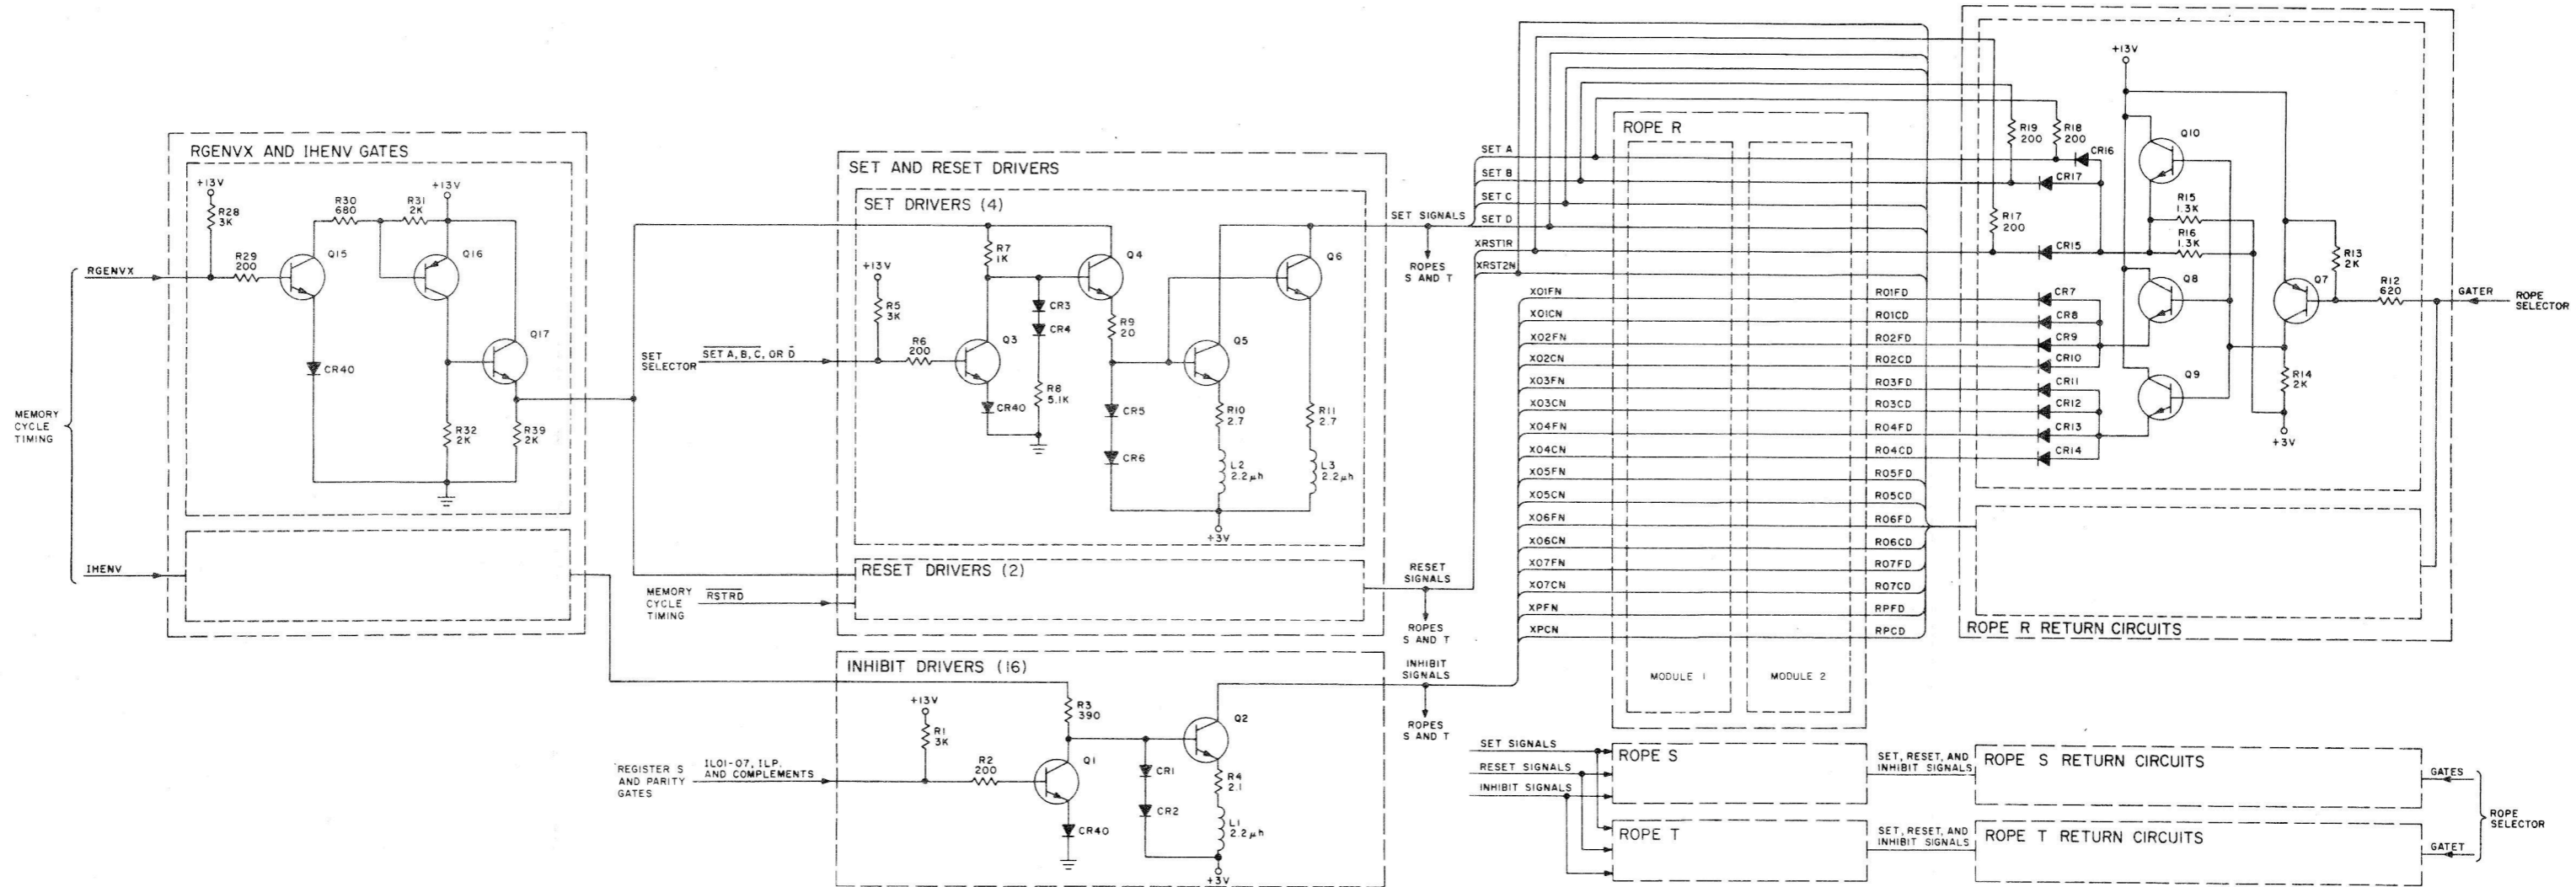 RGENVX AND IHENV GATES
+13V
R28
3K
R30
680
R31
2K
+13V
R29
200
Q15
Q16
Q17
CR40
R32
2K
R39
2K
RGENVX
MEMORY
CYCLE
TIMING
IHENV
SET AND RESET DRIVERS
SET DRIVERS (4)
R7
1K
Q4
Q6
+13V
R5
3K
CR3
CR4
R9
20
R6
200
Q3
Q5
SET
SELECTOR
SET A, B, C, OR D
R8
5.1K
CR40
CR5
CR6
R10
2.7
R11
2.7
L2
2.2μh
L3
2.2μh
+3V
RESET DRIVERS (2)
MEMORY
CYCLE
TIMING
RSTRD
INHIBIT DRIVERS (16)
R3
390
+13V
R1
3K
Q2
REGISTER S
AND PARITY
GATES
IL01-07, ILP,
AND COMPLEMENTS
R2
200
Q1
CR1
CR2
R4
2.1
L1
2.2μh
CR40
+3V
SET SIGNALS
ROPES
S AND T
RESET
SIGNALS
ROPES
S AND T
INHIBIT
SIGNALS
ROPES
S AND T
SET A
SET B
SET C
SET D
XRST1R
XRST2N
X01FN
X01CN
X02FN
X02CN
X03FN
X03CN
X04FN
X04CN
X05FN
X05CN
X06FN
X06CN
X07FN
X07CN
XPFN
XPCN
ROPE R
MODULE 1
MODULE 2
R01FD
R01CD
R02FD
R02CD
R03FD
R03CD
R04FD
R04CD
R05FD
R05CD
R06FD
R06CD
R07FD
R07CD
RPFD
RPCD
+13V
R19
200
R18
200
CR16
Q10
CR17
R15
1.3K
R16
1.3K
R17
200
CR15
R13
2K
Q8
Q7
R12
620
GATER
ROPE
SELECTOR
CR7
CR8
CR9
CR10
CR11
CR12
CR13
CR14
Q9
R14
2K
+3V
ROPE R RETURN CIRCUITS
SET SIGNALS
RESET SIGNALS
INHIBIT SIGNALS
ROPE S
SET, RESET, AND
INHIBIT SIGNALS
ROPE S RETURN CIRCUITS
GATES
ROPE T
SET, RESET, AND
INHIBIT SIGNALS
ROPE T RETURN CIRCUITS
GATET
ROPE
SELECTOR